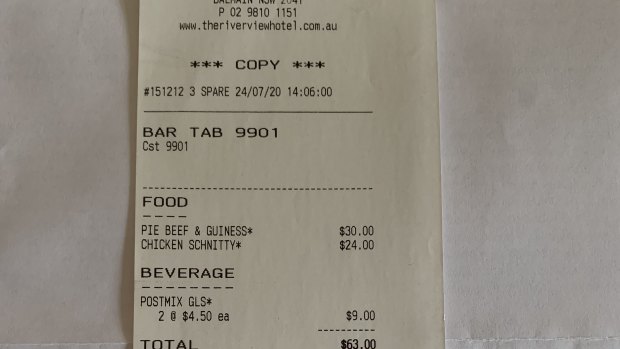 BALMAIN NSW 2041
P 02 9810 1151
www.theriverviewhotel.com.au
*** COPY ***
#151212 3 SPARE 24/07/20 14:06:00
BAR TAB 9901
Cst 9901
FOOD
PIE BEEF & GUINESS* $30.00
CHICKEN SCHNITTY* $24.00
BEVERAGE
POSTMIX GLS*
2 @ $4.50 ea $9.00
TOTAL $63.00